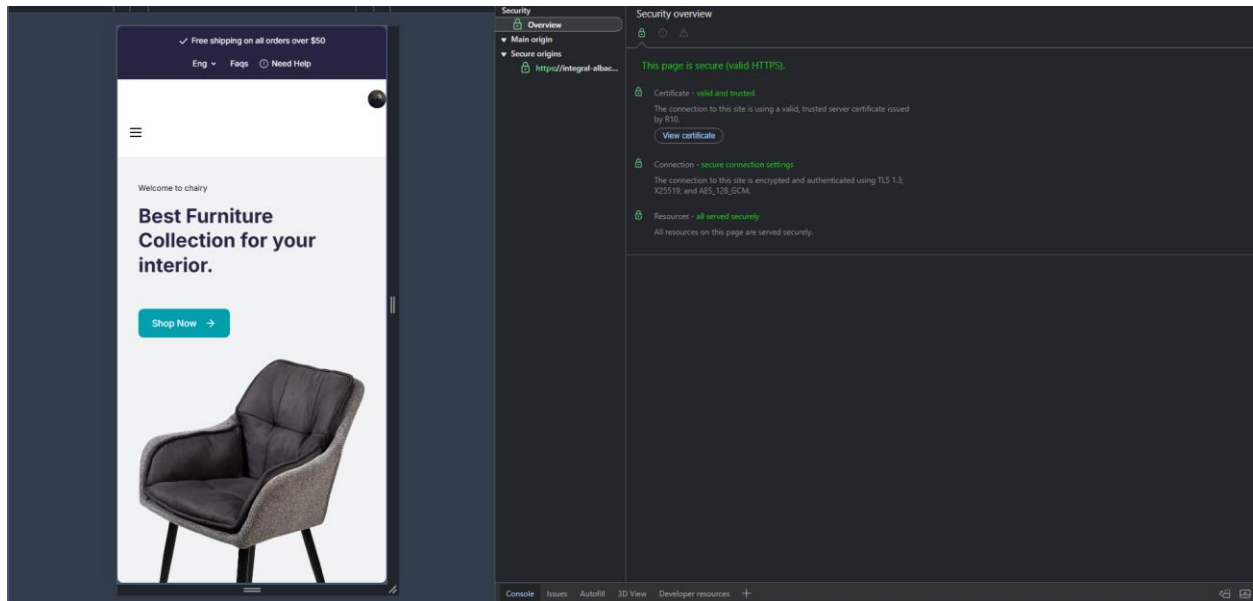 Free shipping on all orders over $50
Eng Faqs Need Help
Welcome to chairy
Best Furniture
Collection for your
interior.
Shop Now
Security
Overview
Main origin
Secure origins
https://integral-albac...
Security overview
This page is secure (valid HTTPS).
Certificate - valid and trusted
The connection to this site is using a valid, trusted server certificate issued
by R10.
View certificate
Connection - secure connection settings
The connection to this site is encrypted and authenticated using TLS 1.3,
X25519, and AES_128_GCM.
Resources - all served securely
All resources on this page are served securely.
Console Issues Autofill 3D View Developer resources